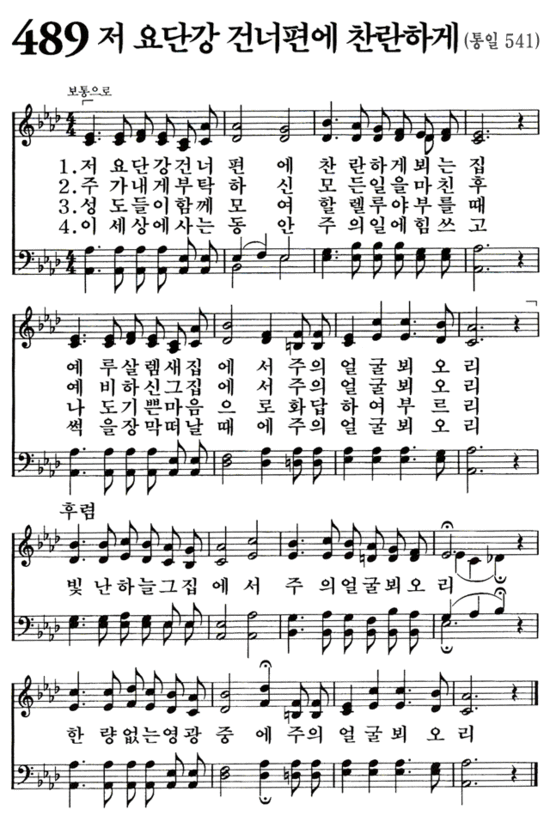 489 저 요단강 건너편에 찬란하게 (통일 541)
보통으로
1. 저 요단강건너 편 에 찬 란하게뵈는 집
2. 주 가내게부탁 하 신 모 든일을마친 후
3. 성 도들이함께 모 여 할 렐루야부를 때
4. 이 세상에사는 동 안 주 의일에힘쓰 고
예 루살렘새집 에 서 주의 얼 굴 뵈 오 리
예 비하신그집 에 서 주의 얼 굴 뵈 오 리
나 도기쁜마음 으 로 화답 하 여 부 르 리
썩 을장막떠날 때 에 주의 얼 굴 뵈 오 리
후렴
빛 난하늘그집 에 서 주 의얼굴뵈오 리
한 량없는영광 중 에 주의 얼 굴 뵈 오 리